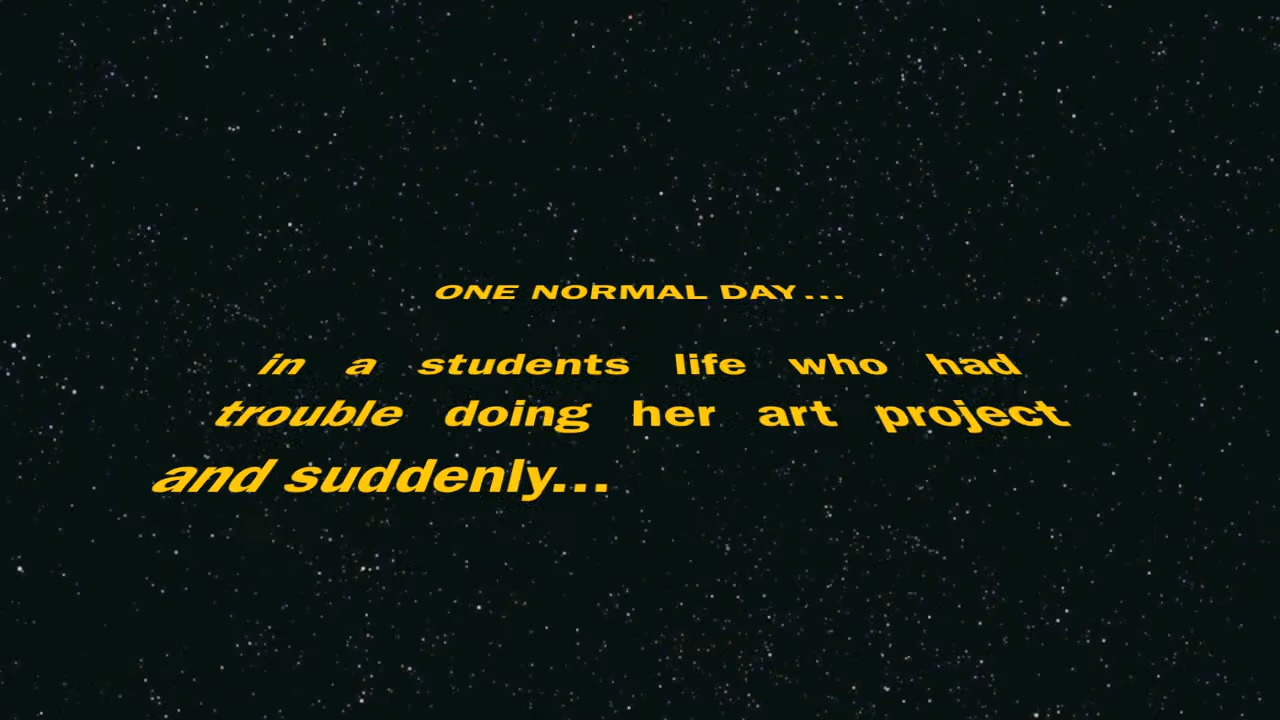 ONE NORMAL DAY...
in a students life who had
trouble doing her art project
and suddenly...